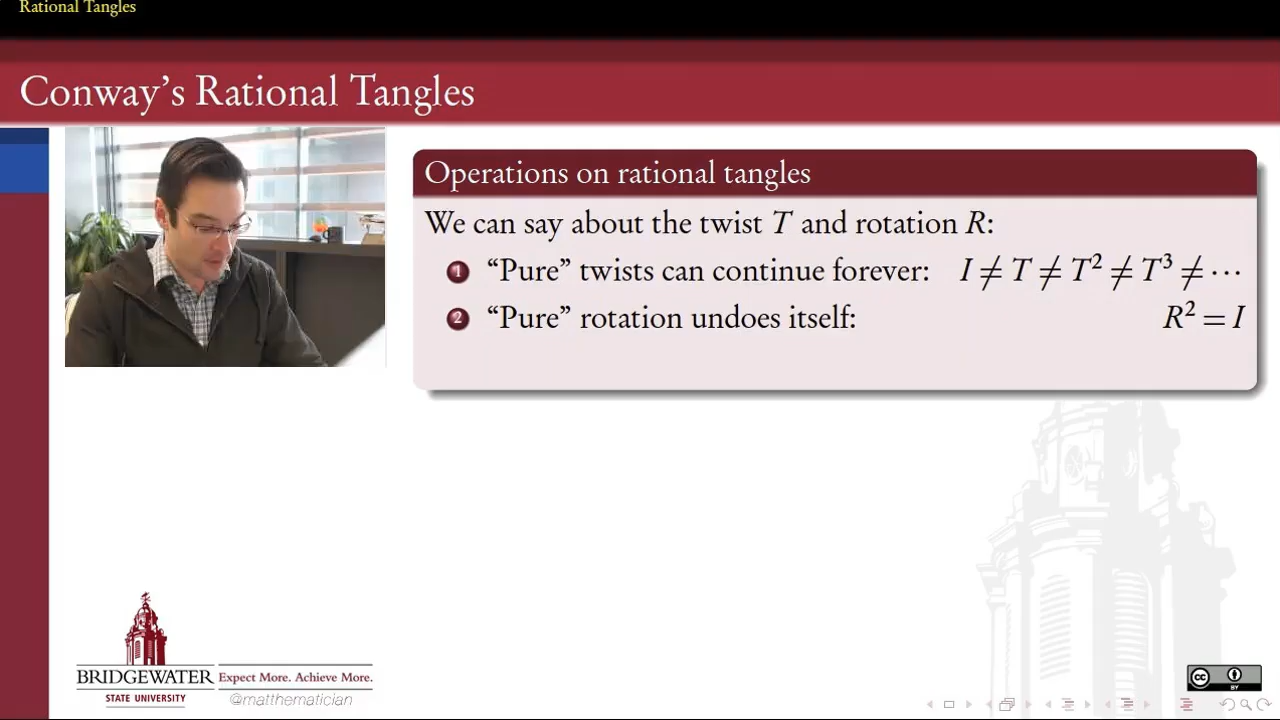 Rational Tangles
Conway's Rational Tangles
Operations on rational tangles
We can say about the twist T and rotation R:
1 “Pure” twists can continue forever: I ≠ T ≠ T² ≠ T³ ≠ ⋯
2 “Pure” rotation undoes itself: R² = I
BRIDGEWATER
STATE UNIVERSITY
Expect More. Achieve More.
@matthematician
cc
BY